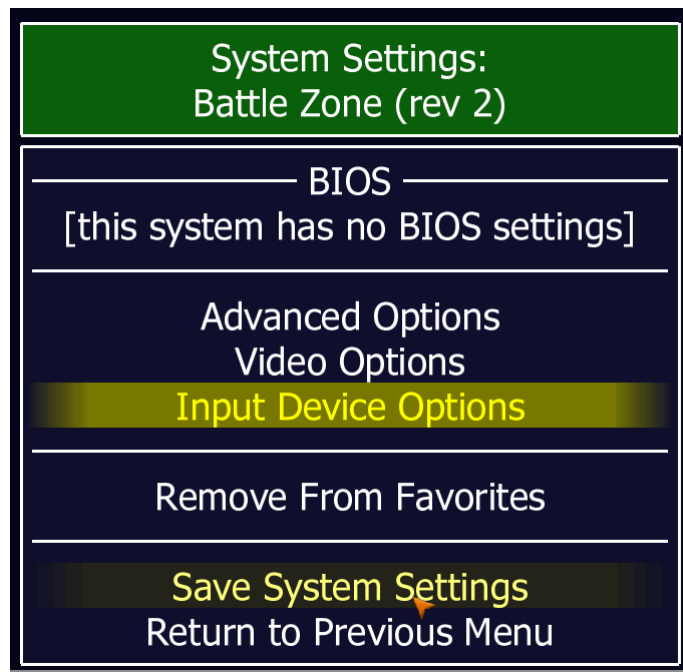 System Settings:
Battle Zone (rev 2)
BIOS
[this system has no BIOS settings]
Advanced Options
Video Options
Input Device Options
Remove From Favorites
Save System Settings
Return to Previous Menu